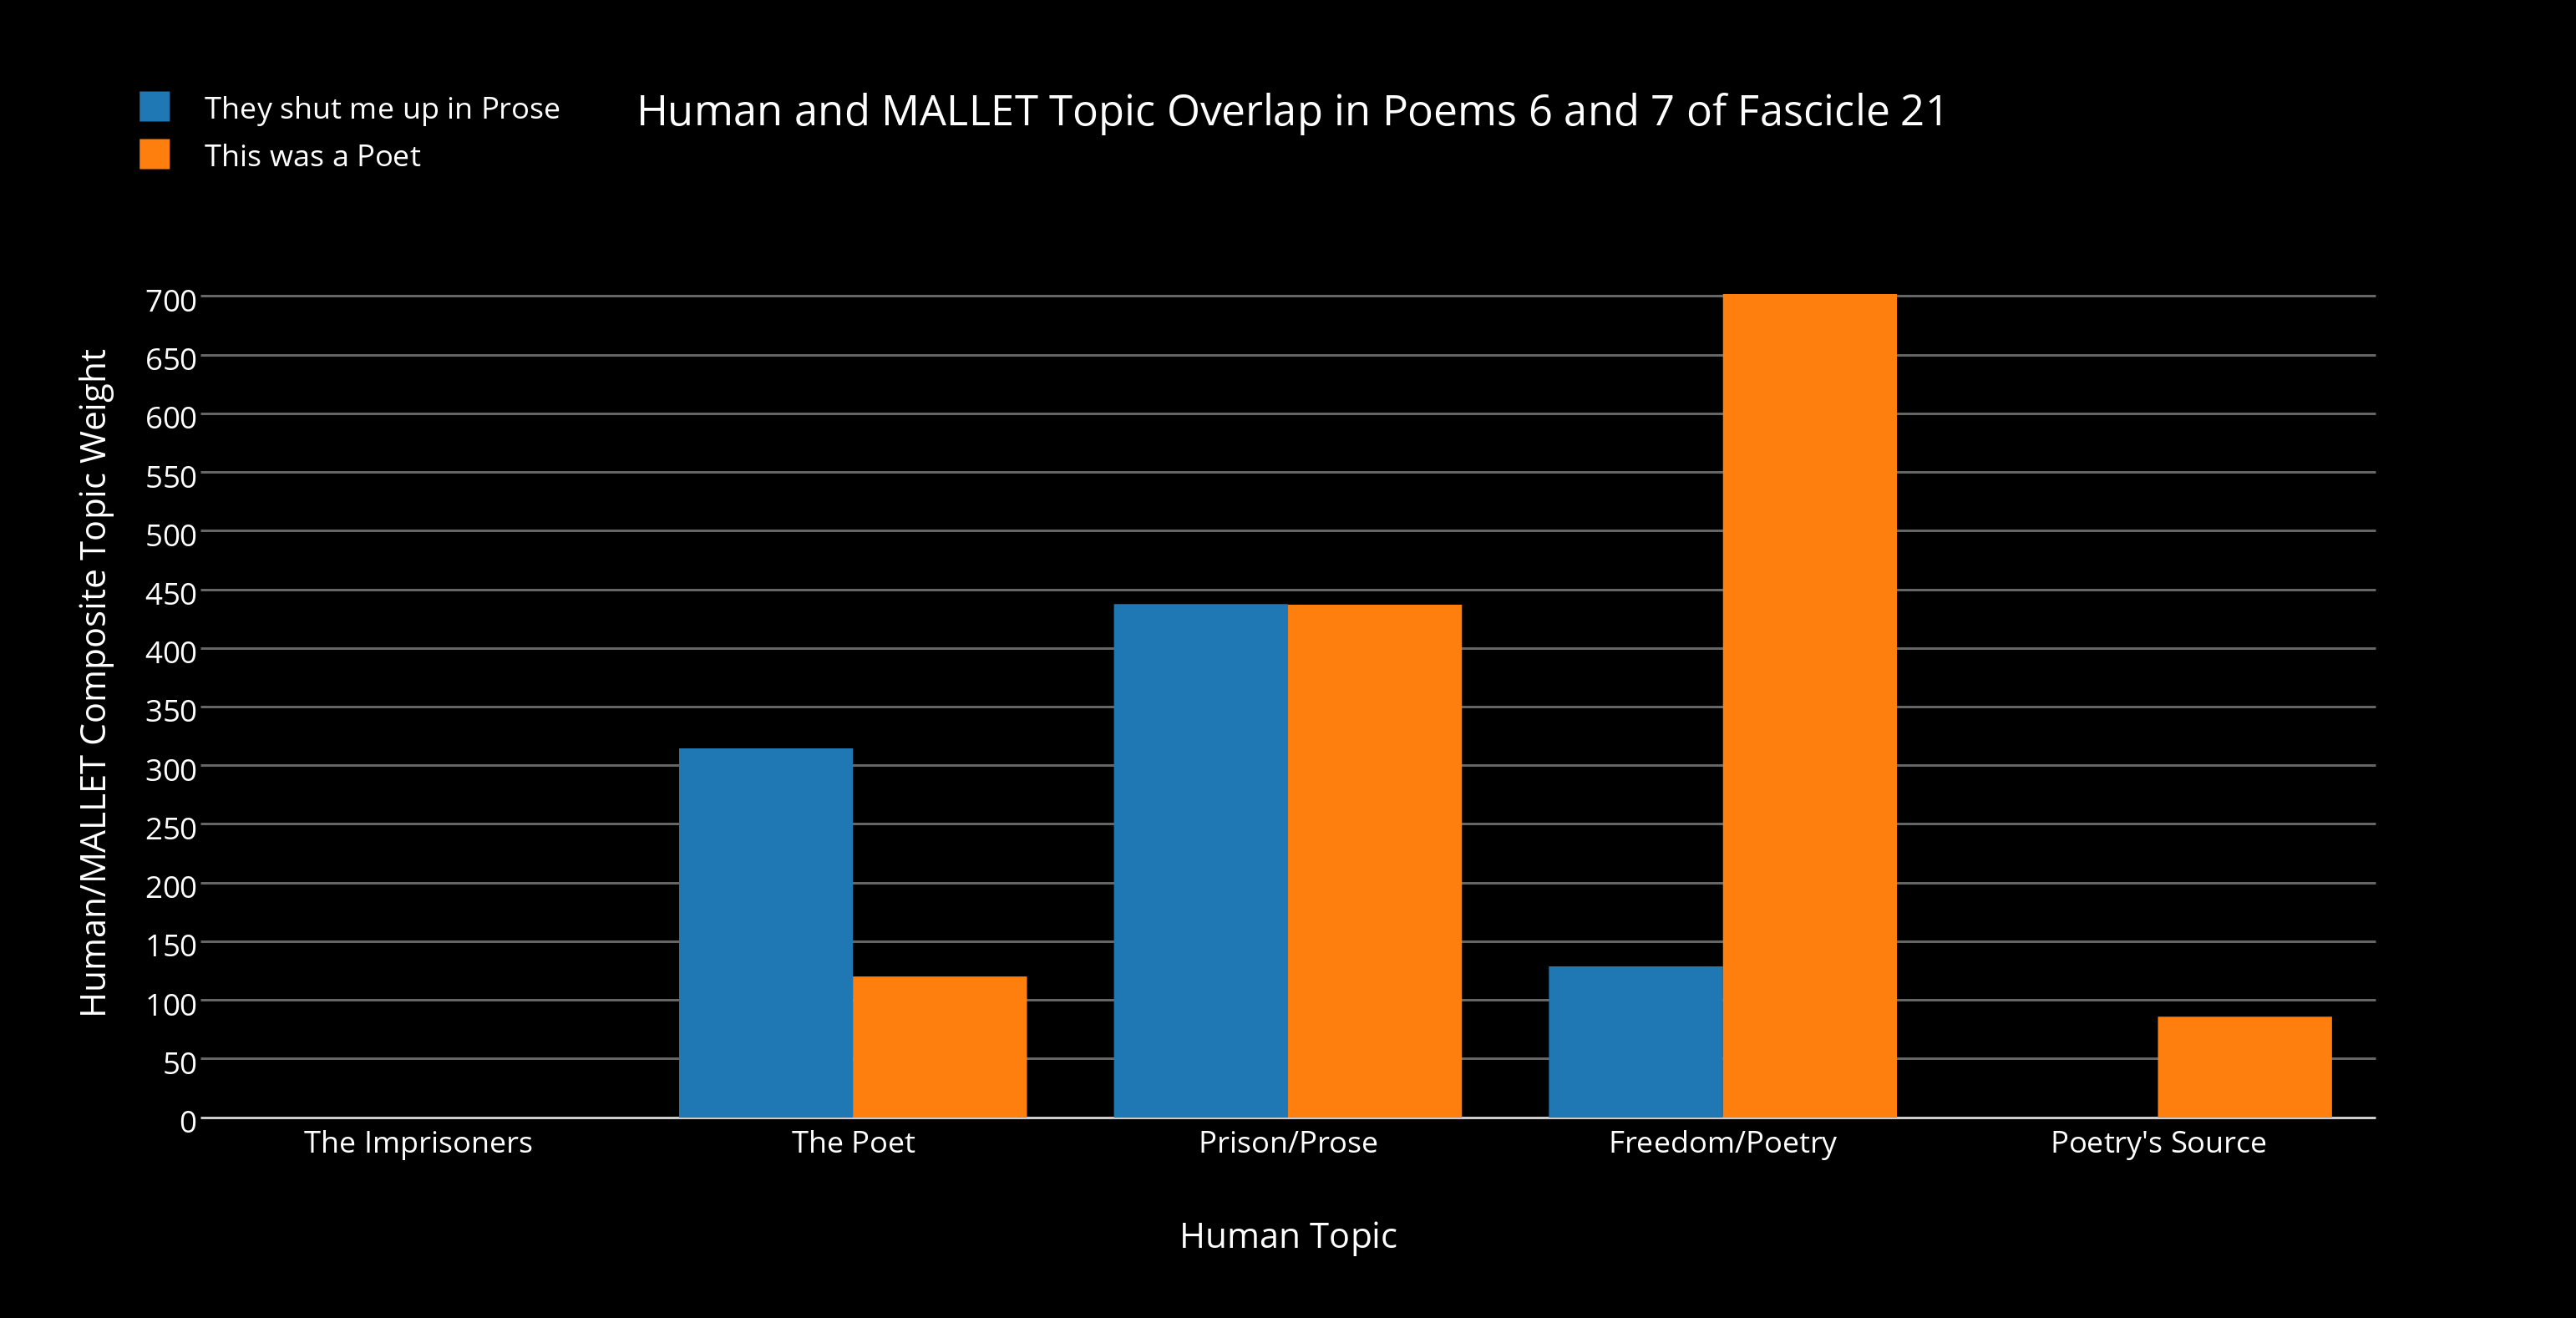 They shut me up in Prose
This was a Poet
Human and MALLET Topic Overlap in Poems 6 and 7 of Fascicle 21
Human/MALLET Composite Topic Weight
700
650
600
550
500
450
400
350
300
250
200
150
100
50
0
The Imprisoners
The Poet
Prison/Prose
Freedom/Poetry
Poetry's Source
Human Topic